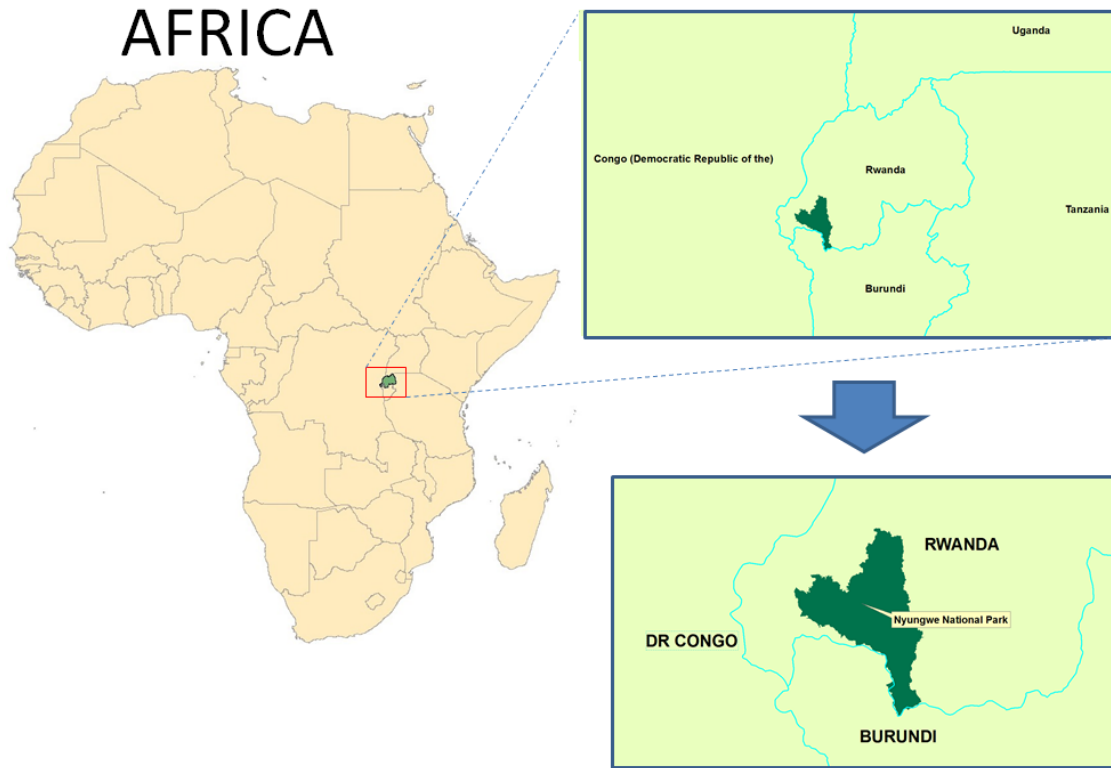 AFRICA
Uganda
Congo (Democratic Republic of the)
Rwanda
Tanzania
Burundi
RWANDA
Nyungwe National Park
DR CONGO
BURUNDI